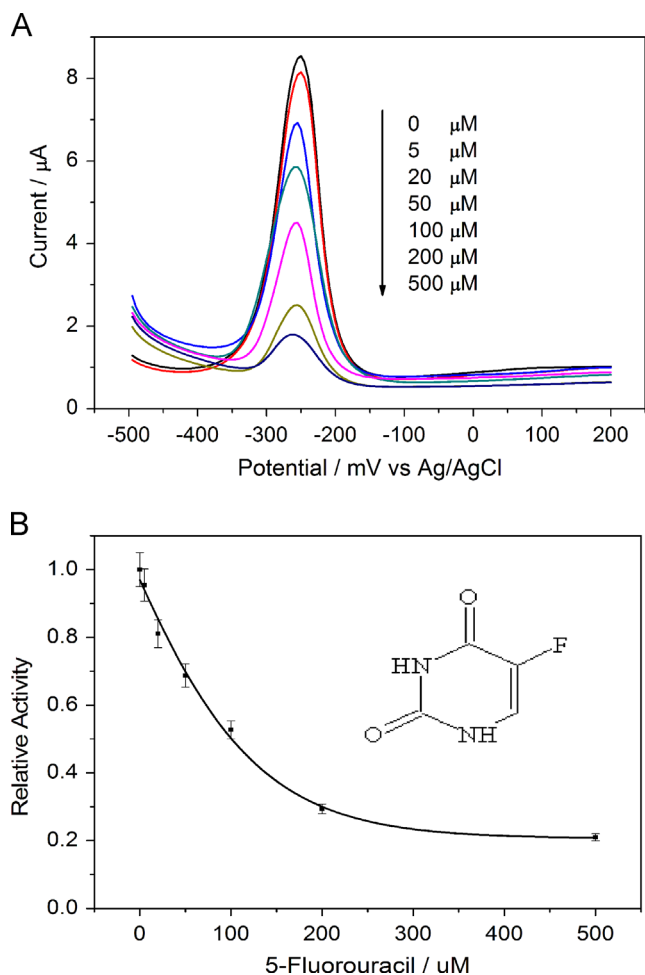 A
8
6
4
2
0
Current / μA
0 μM
5 μM
20 μM
50 μM
100 μM
200 μM
500 μM
-500 -400 -300 -200 -100 0 100 200
Potential / mV vs Ag/AgCl
B
1.0
0.8
0.6
0.4
0.2
0.0
Relative Activity
O
F
HN
O
NH
0 100 200 300 400 500
5-Fluorouracil / uM